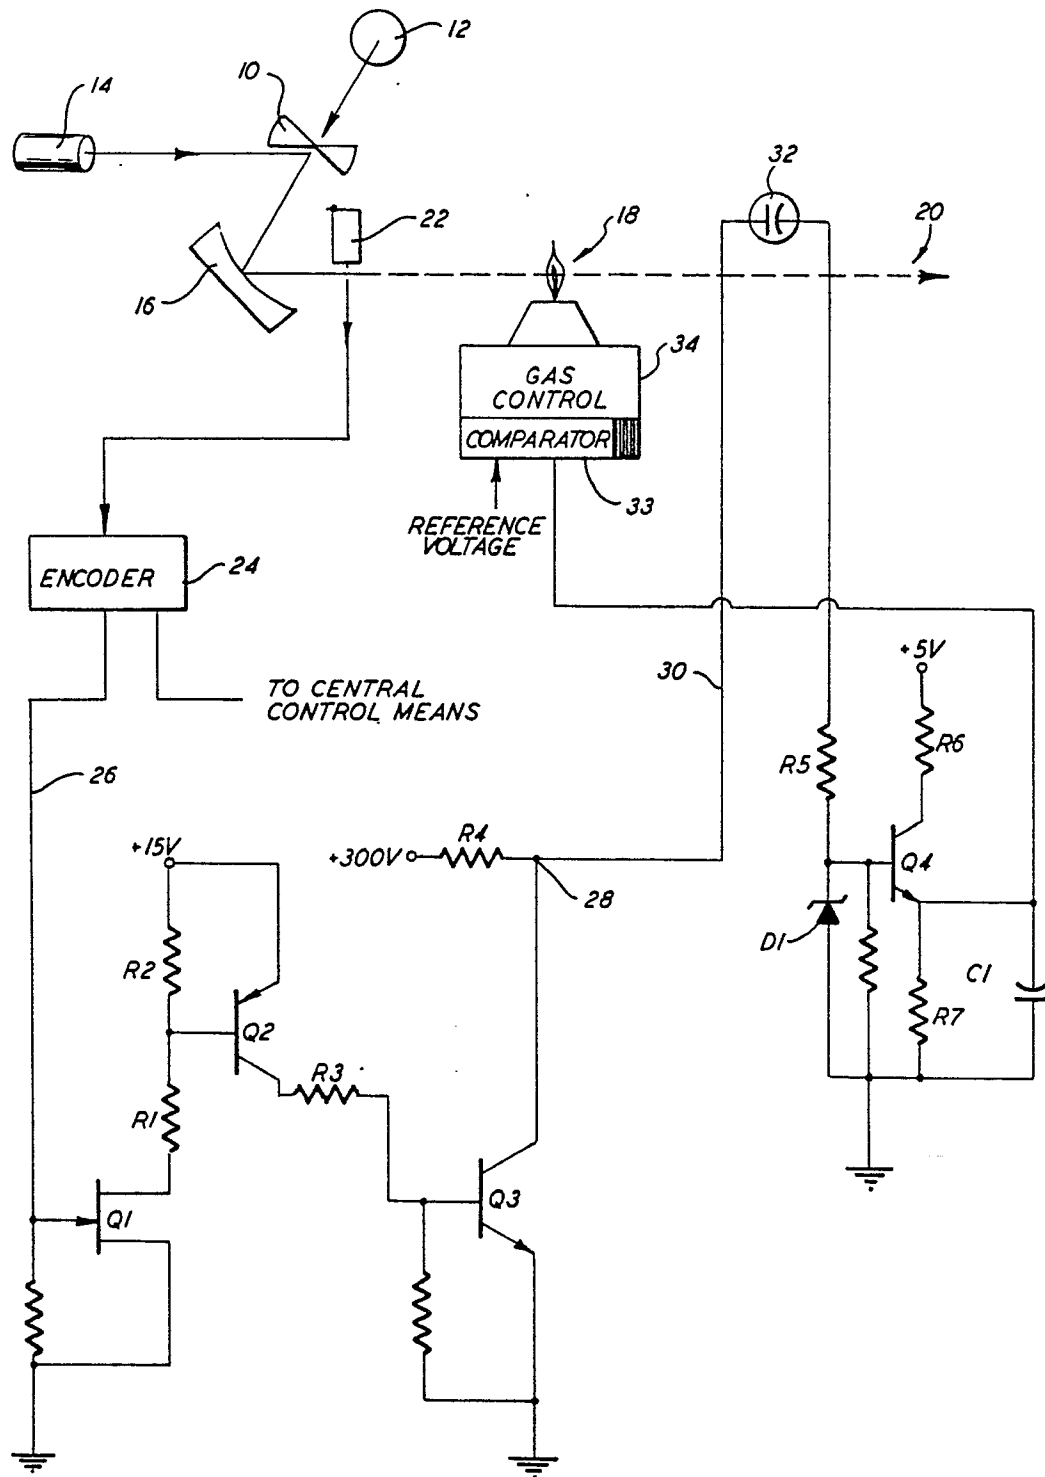 12
10
14
32
22
18
20
16
34
GAS
CONTROL
COMPARATOR
33
REFERENCE
VOLTAGE
ENCODER
24
+5V
30
TO CENTRAL
CONTROL MEANS
R6
R5
26
+15V
+300V
R4
Q4
28
D1
R2
C1
R7
Q2
R3
R1
Q3
Q1